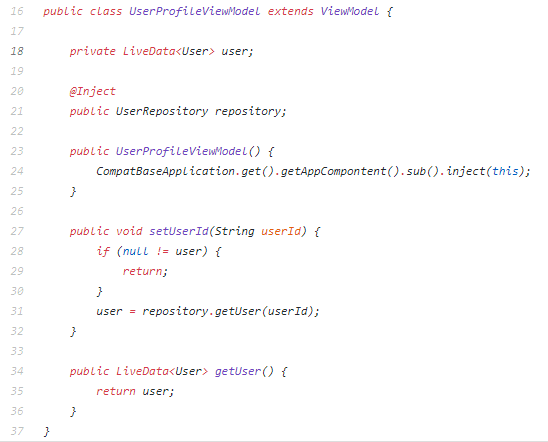 16 public class UserProfileViewModel extends ViewModel {
17
18 private LiveData<User> user;
19
20 @Inject
21 public UserRepository repository;
22
23 public UserProfileViewModel() {
24 CompatBaseApplication.get().getAppCompontent().sub().inject(this);
25 }
26
27 public void setUserId(String userId) {
28 if (null != user) {
29 return;
30 }
31 user = repository.getUser(userId);
32 }
33
34 public LiveData<User> getUser() {
35 return user;
36 }
37 }